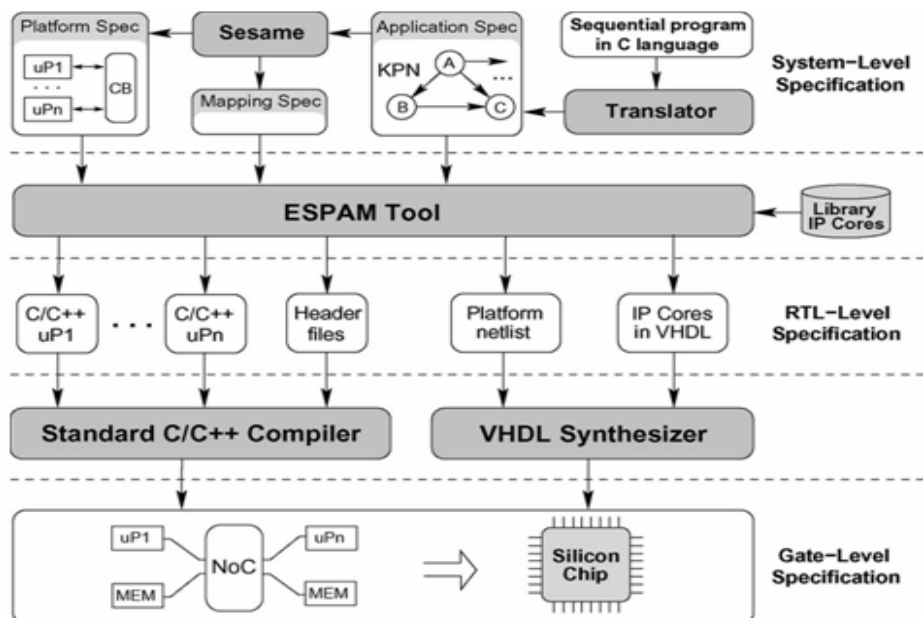 Platform Spec
uP1
. . .
uPn
CB
Sesame
Mapping Spec
Application Spec
KPN
A
...
B
C
Sequential program
in C language
Translator
System-Level
Specification
ESPAM Tool
Library
IP Cores
C/C++
uP1
. . .
C/C++
uPn
Header
files
Platform
netlist
IP Cores
in VHDL
RTL-Level
Specification
Standard C/C++ Compiler
VHDL Synthesizer
uP1
MEM
NoC
uPn
MEM
Silicon
Chip
Gate-Level
Specification